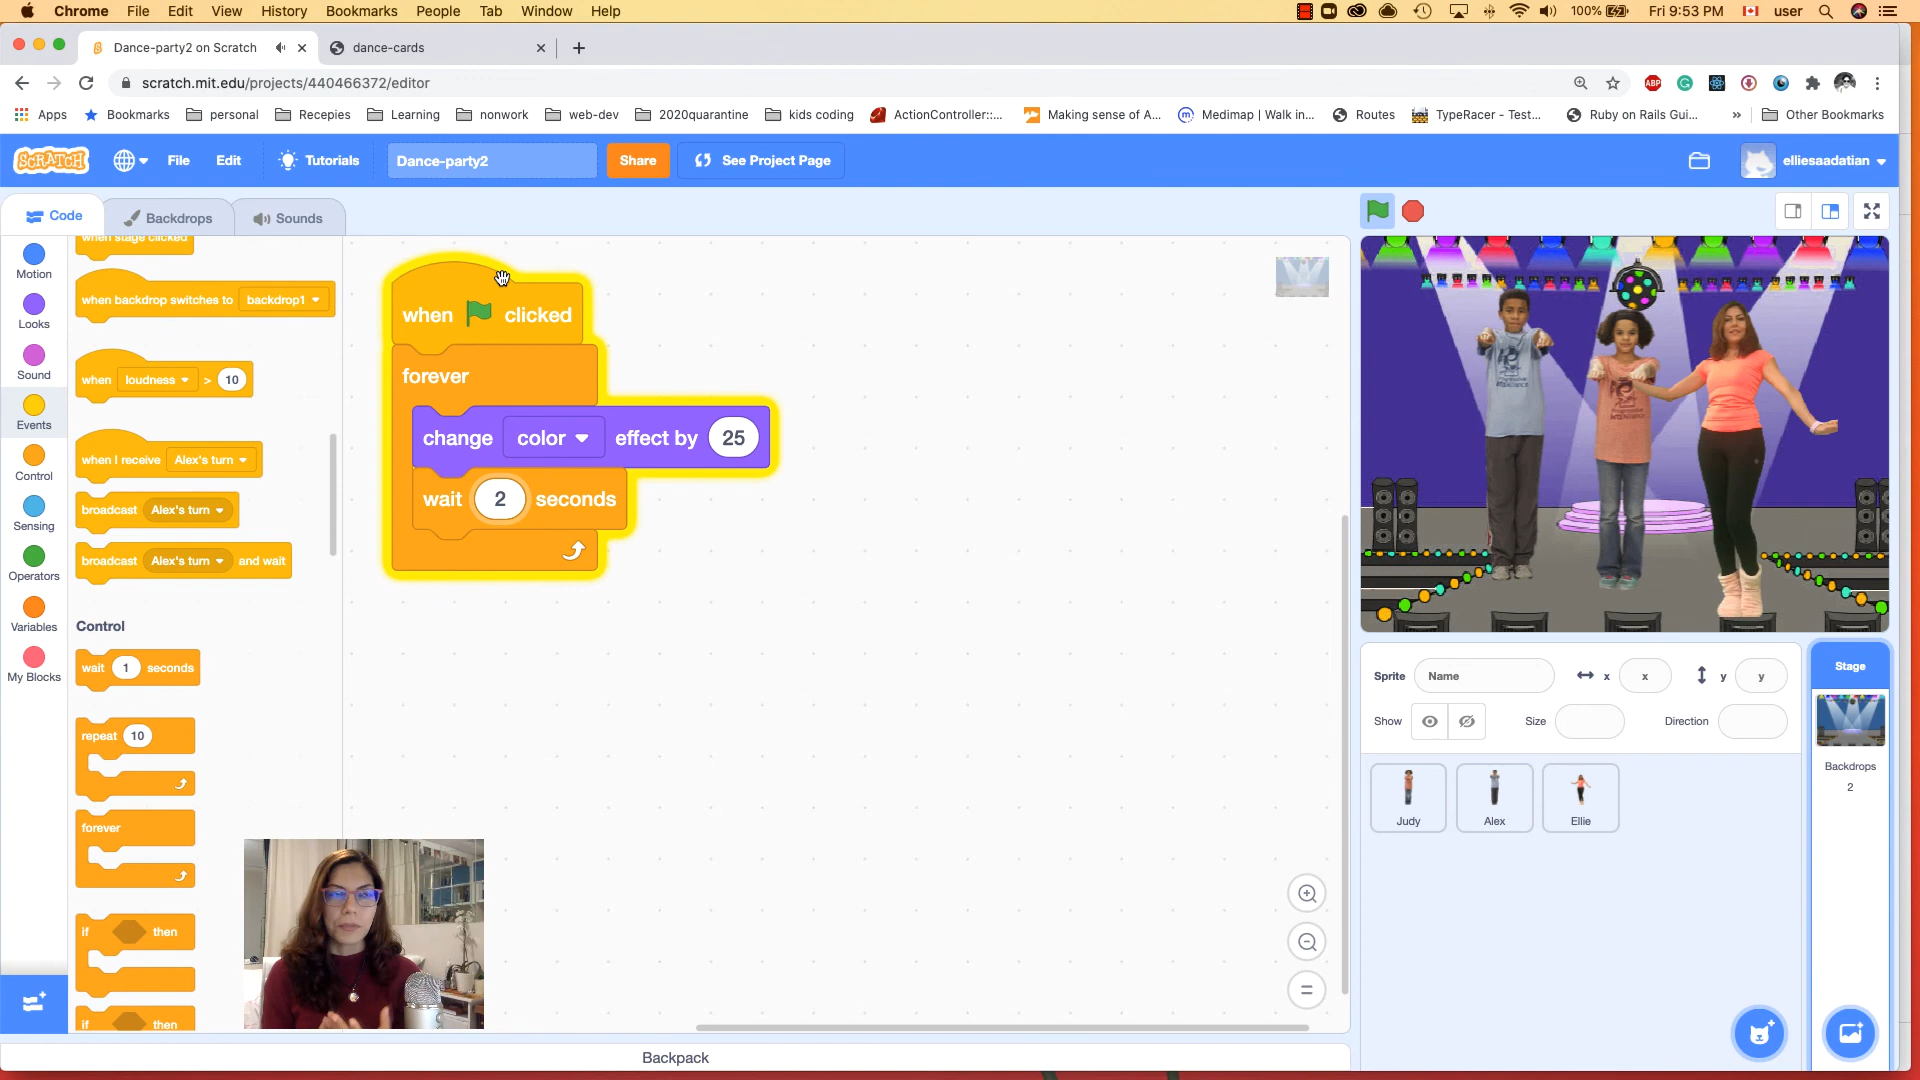 Chrome File Edit View History Bookmarks People Tab Window Help 100% Fri 9:53 PM user
Dance-party2 on Scratch dance-cards
scratch.mit.edu/projects/440466372/editor ABP
Apps Bookmarks personal Recepies Learning nonwork web-dev 2020quarantine kids coding ActionController::... Making sense of A... Medimap | Walk in... Routes TypeRacer - Test... Ruby on Rails Gui... » Other Bookmarks
SCRATCH File Edit Tutorials Dance-party2 Share See Project Page elliesaadatian
Code Backdrops Sounds
Motion
Looks
Sound
Events
Control
Sensing
Operators
Variables
My Blocks
when stage clicked
when backdrop switches to backdrop1
when loudness > 10
when I receive Alex's turn
broadcast Alex's turn
broadcast Alex's turn and wait
Control
wait 1 seconds
repeat 10
forever
if then
if then
when clicked
forever
change color effect by 25
wait 2 seconds
Sprite Name x x y y
Show Size Direction
Judy Alex Ellie
Stage
Backdrops
2
Backpack